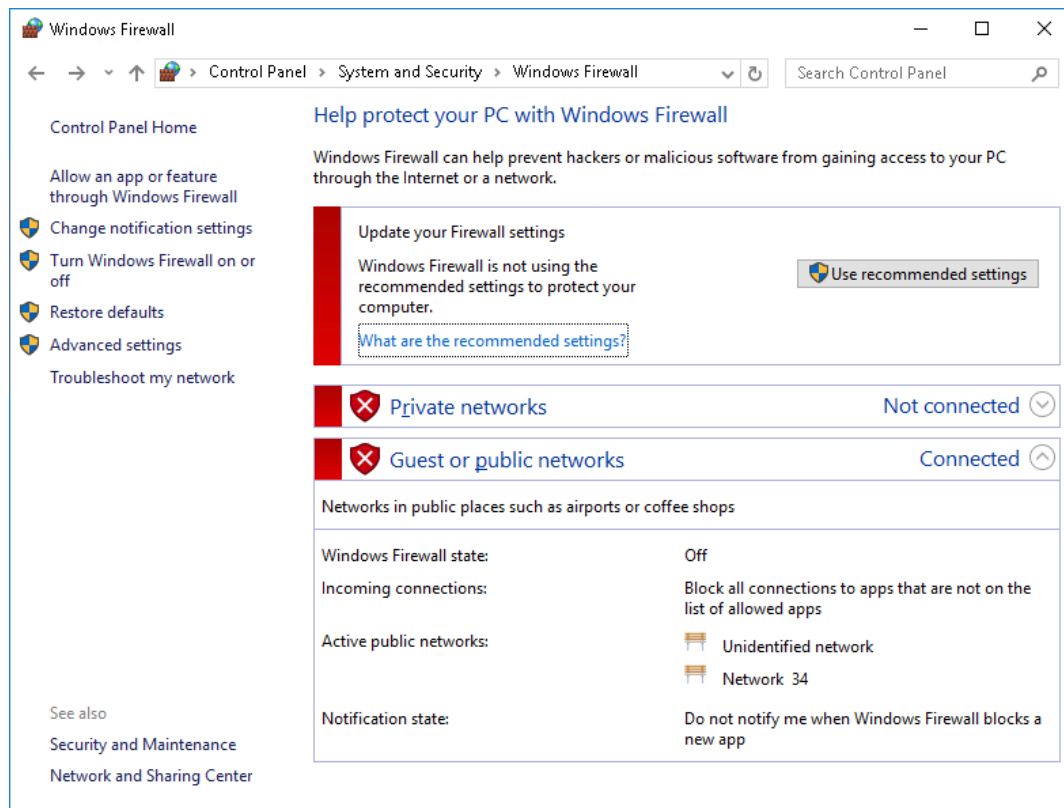 Windows Firewall
Control Panel > System and Security > Windows Firewall
Search Control Panel
Control Panel Home
Allow an app or feature
through Windows Firewall
Change notification settings
Turn Windows Firewall on or
off
Restore defaults
Advanced settings
Troubleshoot my network
See also
Security and Maintenance
Network and Sharing Center
Help protect your PC with Windows Firewall
Windows Firewall can help prevent hackers or malicious software from gaining access to your PC
through the Internet or a network.
Update your Firewall settings
Windows Firewall is not using the
recommended settings to protect your
computer.
What are the recommended settings?
Use recommended settings
Private networks
Not connected
Guest or public networks
Connected
Networks in public places such as airports or coffee shops
Windows Firewall state:
Off
Incoming connections:
Block all connections to apps that are not on the
list of allowed apps
Active public networks:
Unidentified network
Network 34
Notification state:
Do not notify me when Windows Firewall blocks a
new app